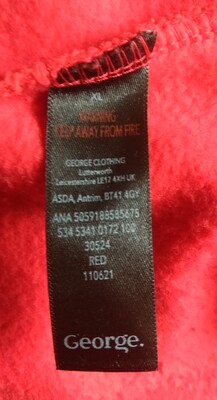 XL
WARNING
KEEP AWAY FROM FIRE
GEORGE CLOTHING
Lutterworth
Leicestershire LE17 4XH UK
ASDA, Antrim, BT41 4GY
ANA 5059188585675
534 5341 0172 100
30524
RED
110621
George.